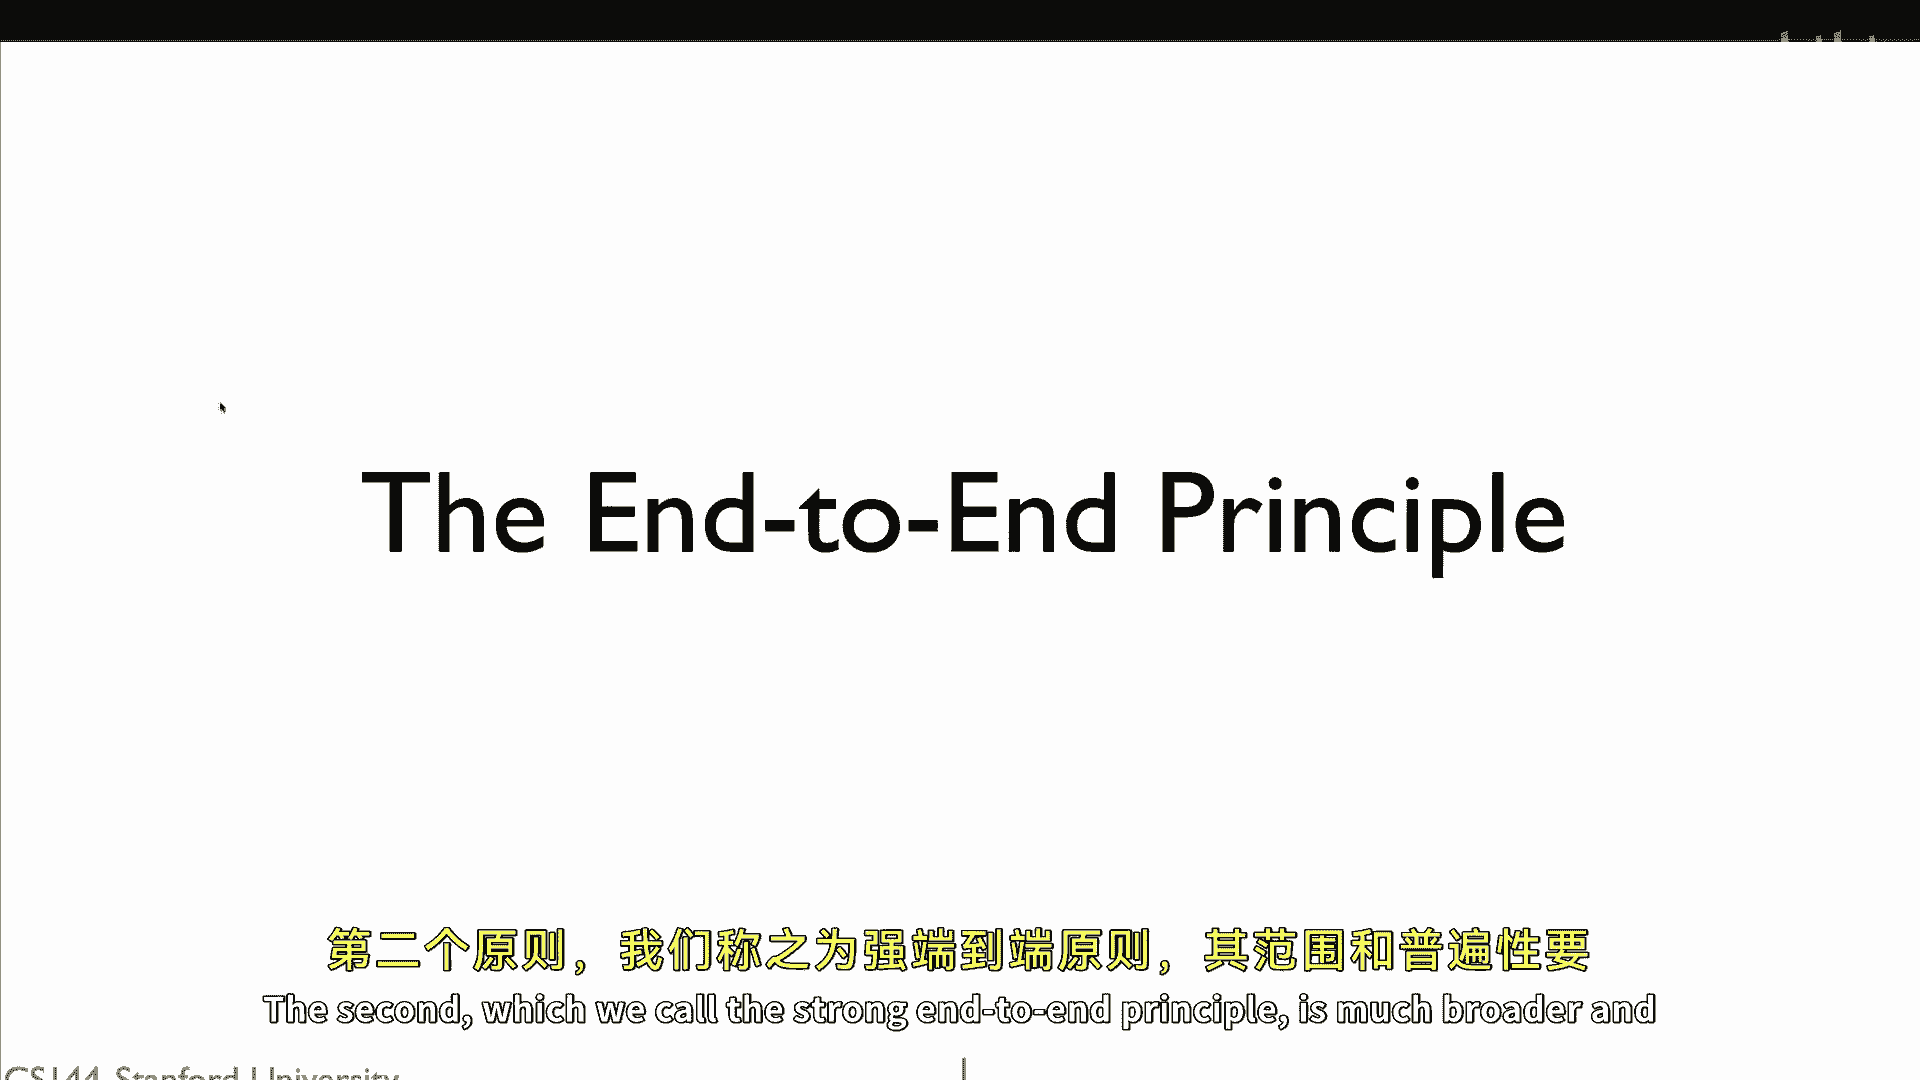 The End-to-End Principle
第二个原则，我们称之为强端到端原则，其范围和普遍性要
The second, which we call the strong end-to-end principle, is much broader and
CS144, Stanford University